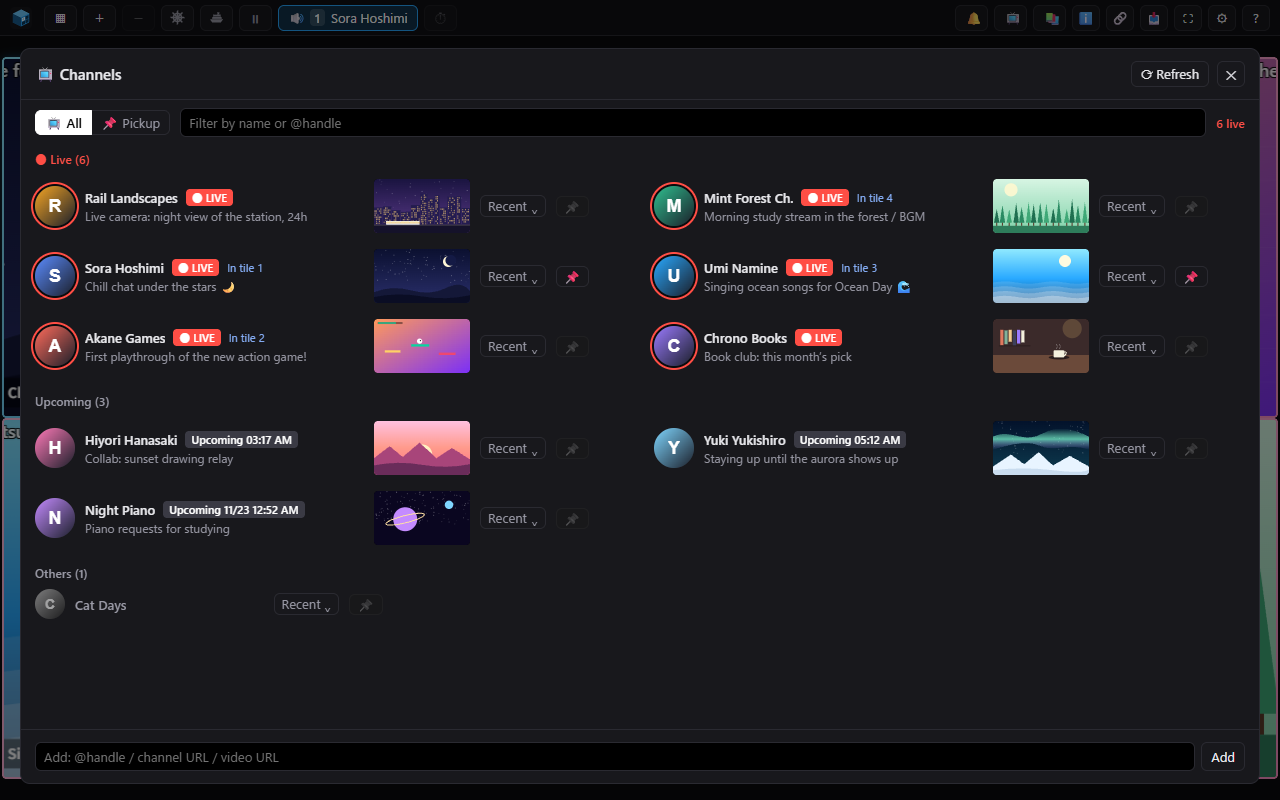 1 Sora Hoshimi
?
Channels
Refresh
All
Pickup
Filter by name or @handle
6 live
Live (6)
R
Rail Landscapes LIVE
Live camera: night view of the station, 24h
Recent
M
Mint Forest Ch. LIVE In tile 4
Morning study stream in the forest / BGM
Recent
S
Sora Hoshimi LIVE In tile 1
Chill chat under the stars 🌙
Recent
U
Umi Namine LIVE In tile 3
Singing ocean songs for Ocean Day 🌊
Recent
A
Akane Games LIVE In tile 2
First playthrough of the new action game!
Recent
C
Chrono Books LIVE
Book club: this month's pick
Recent
Upcoming (3)
H
Hiyori Hanasaki Upcoming 03:17 AM
Collab: sunset drawing relay
Recent
Y
Yuki Yukishiro Upcoming 05:12 AM
Staying up until the aurora shows up
Recent
N
Night Piano Upcoming 11/23 12:52 AM
Piano requests for studying
Recent
Others (1)
C
Cat Days
Recent
Add: @handle / channel URL / video URL
Add